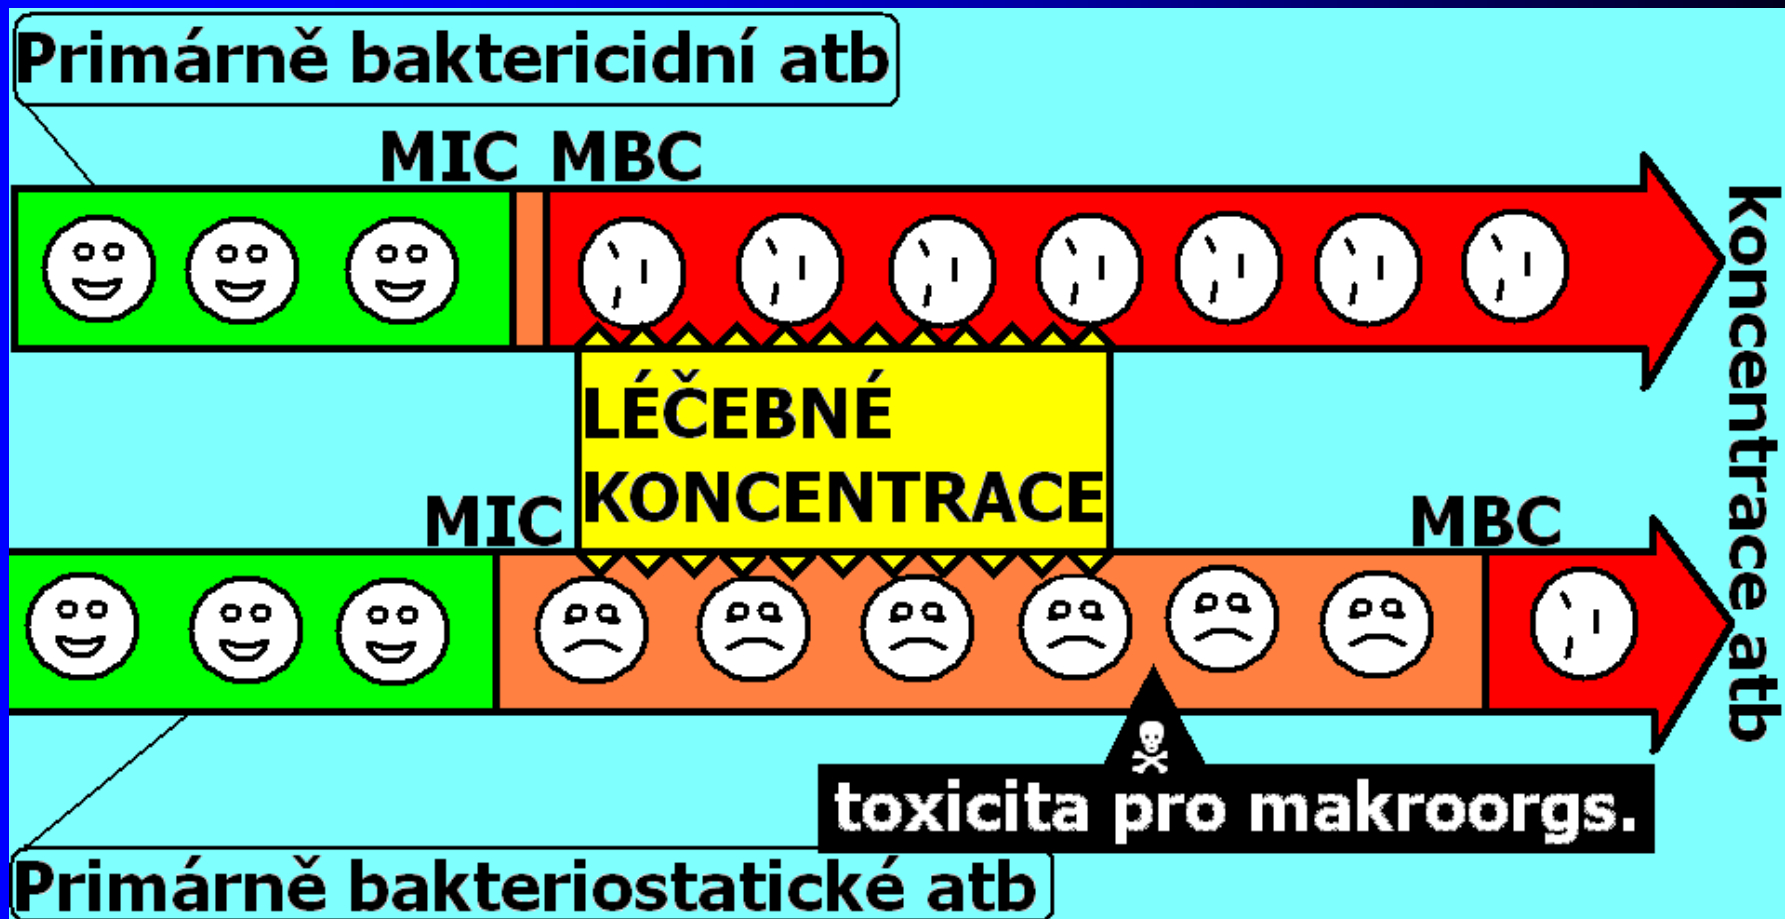 Primárně baktericidní atb
MIC MBC
LÉČEBNÉ
KONCENTRACE
MIC
MBC
koncentrace atb
toxicita pro makroorgs.
Primárně bakteriostatické atb